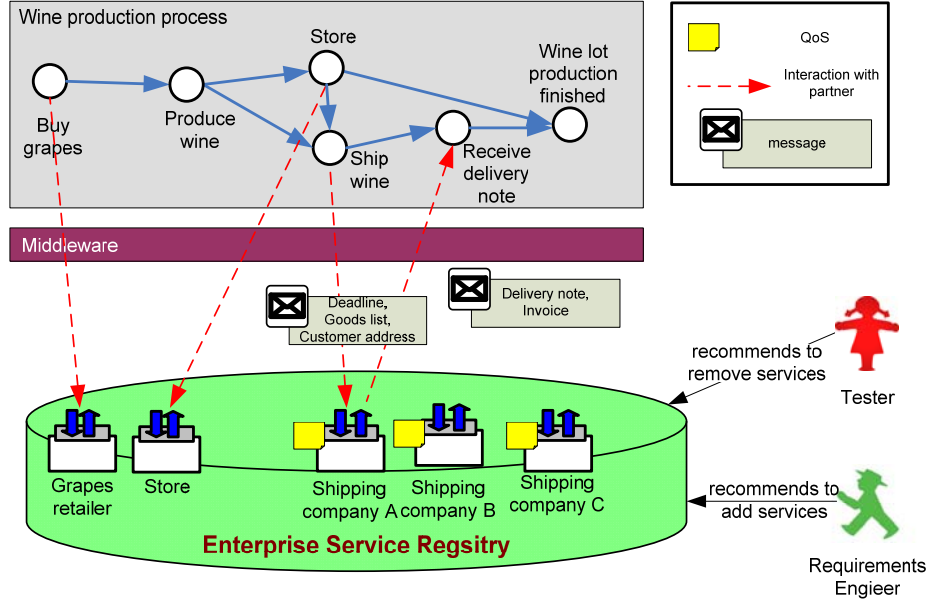 Wine production process
Store
Wine lot
production
finished
Buy
grapes
Produce
wine
Ship
wine
Receive
delivery
note
QoS
Interaction with
partner
message
Middleware
Deadline,
Goods list,
Customer address
Delivery note,
Invoice
recommends to
remove services
Tester
Grapes
retailer
Store
Shipping
company A
Shipping
company B
Shipping
company C
recommends to
add services
Enterprise Service Regsitry
Requirements
Engieer